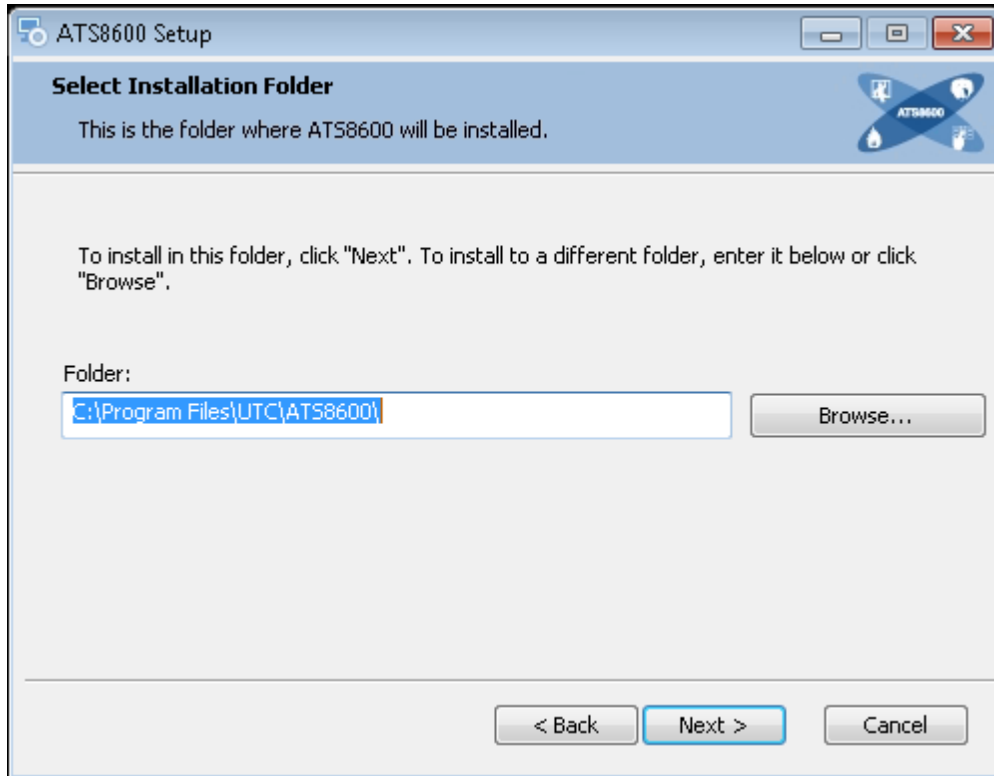 ATS8600 Setup
Select Installation Folder
This is the folder where ATS8600 will be installed.
ATS8600
To install in this folder, click "Next". To install to a different folder, enter it below or click
"Browse".
Folder:
C:\Program Files\UTC\ATS8600\
Browse...
< Back
Next >
Cancel